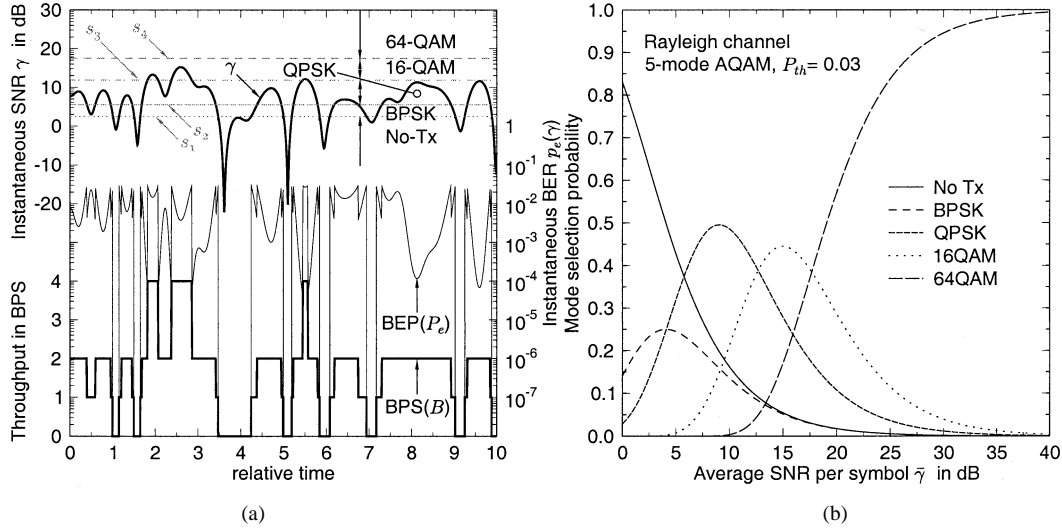 Instantaneous SNR γ in dB
Throughput in BPS
30
20
10
0
-10
-20
4
3
2
1
0
s₃
s₄
s₂
s₁
γ
64-QAM
16-QAM
QPSK
BPSK
No-Tx
BEP(Pₑ)
BPS(B)
1
10⁻¹
10⁻²
10⁻³
10⁻⁴
10⁻⁵
10⁻⁶
10⁻⁷
Instantaneous BER pₑ(γ)
0 1 2 3 4 5 6 7 8 9 10
relative time
(a)
Mode selection probability
1.0
0.9
0.8
0.7
0.6
0.5
0.4
0.3
0.2
0.1
0.0
Rayleigh channel
5-mode AQAM, Pₜₕ= 0.03
No Tx
BPSK
QPSK
16QAM
64QAM
0 10 20 30 40
Average SNR per symbol γ̄ in dB
(b)